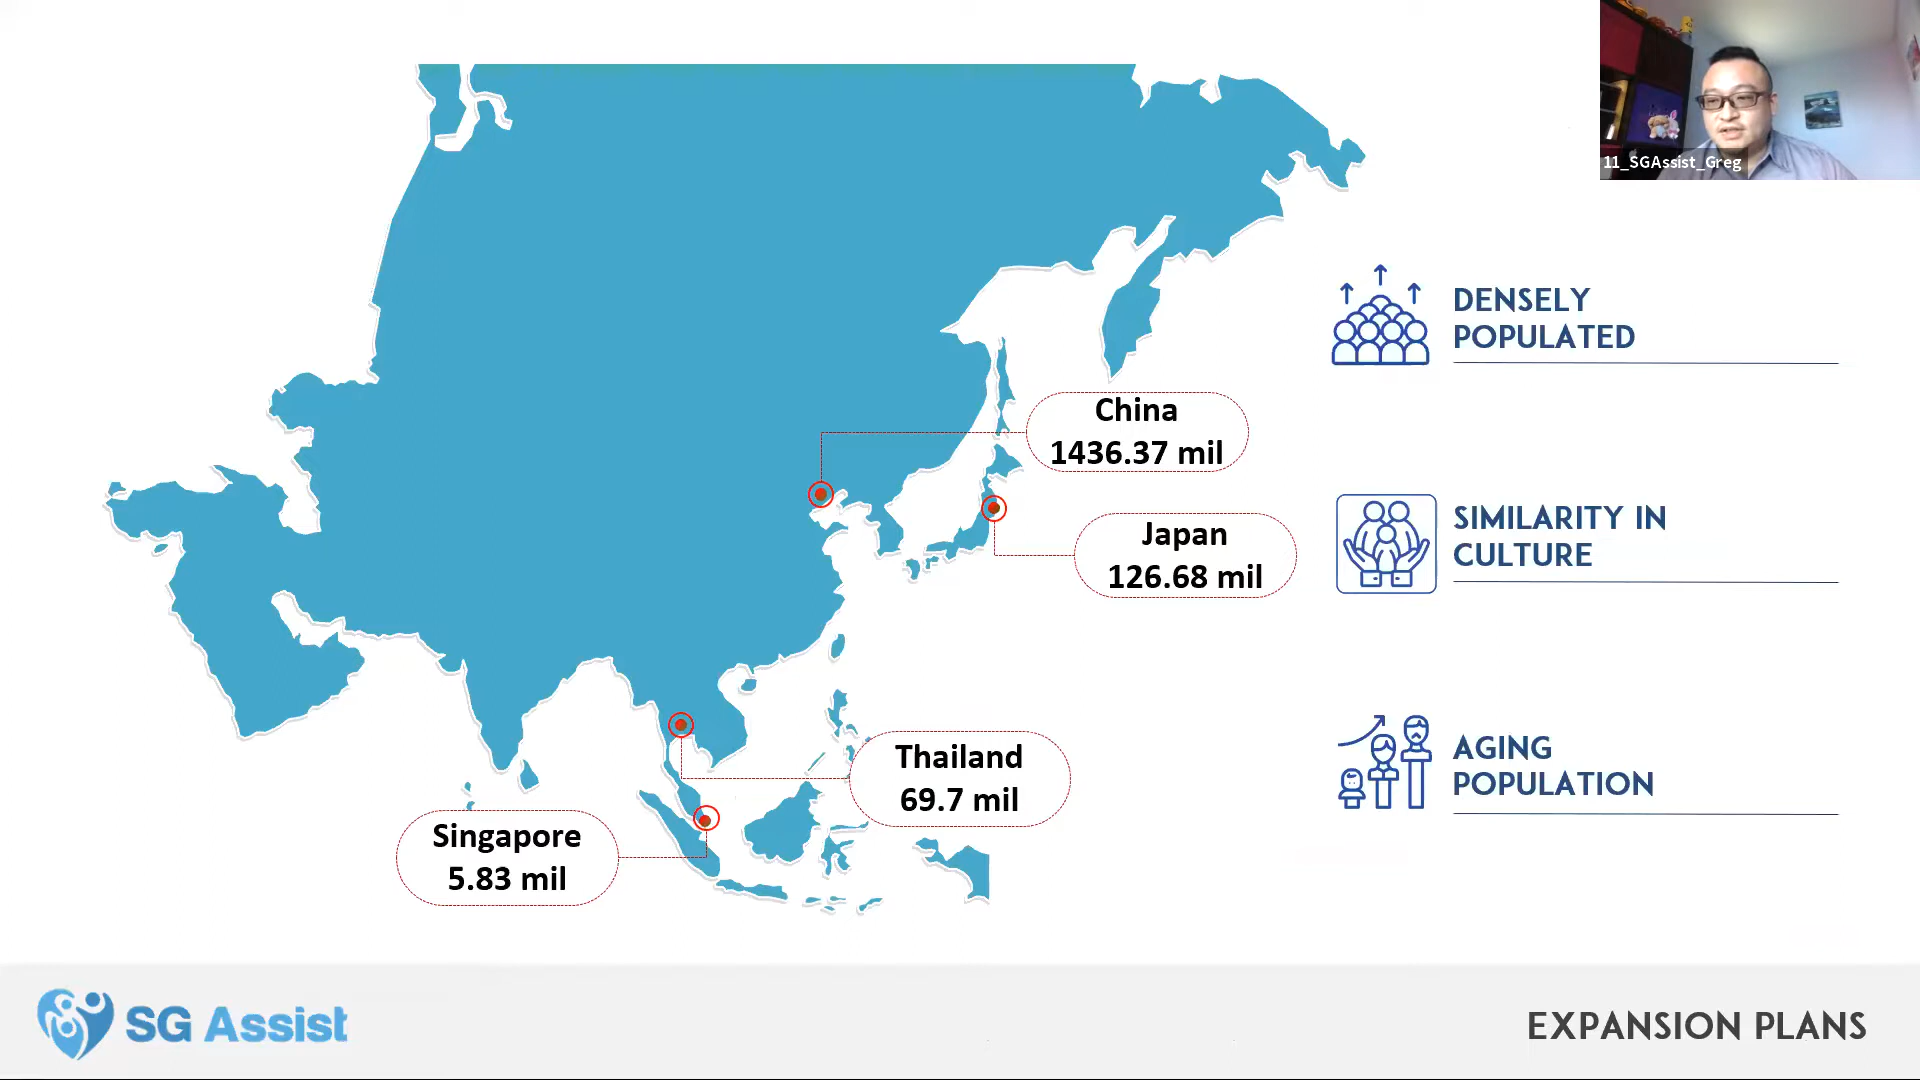 11_SGAssist_Greg
DENSELY
POPULATED
China
1436.37 mil
SIMILARITY IN
CULTURE
Japan
126.68 mil
Thailand
69.7 mil
AGING
POPULATION
Singapore
5.83 mil
SG Assist
EXPANSION PLANS